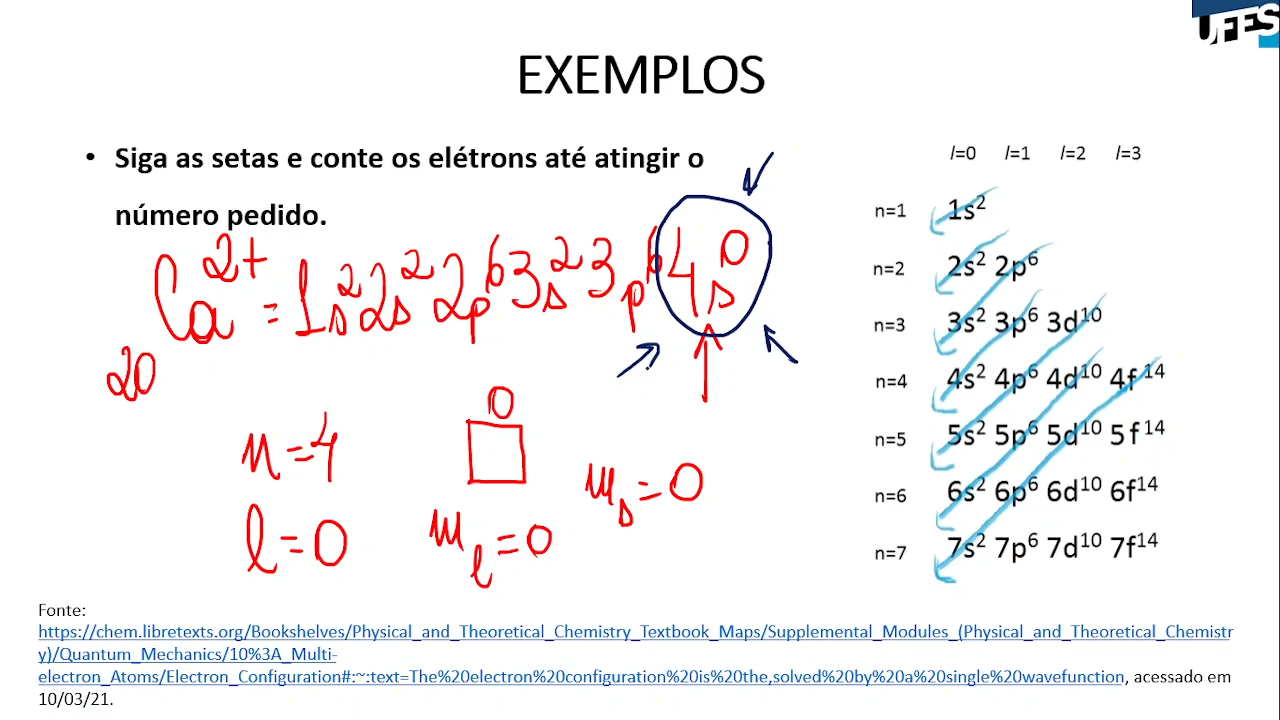 UFES
EXEMPLOS
• Siga as setas e conte os elétrons até atingir o
número pedido.
Ca²⁺ = 1s² 2s² 2p⁶ 3s² 3p⁶ 4s⁰
20
n = 4
0
mₛ = 0
l = 0
mₗ = 0
l=0 l=1 l=2 l=3
n=1 1s²
n=2 2s² 2p⁶
n=3 3s² 3p⁶ 3d¹⁰
n=4 4s² 4p⁶ 4d¹⁰ 4f¹⁴
n=5 5s² 5p⁶ 5d¹⁰ 5f¹⁴
n=6 6s² 6p⁶ 6d¹⁰ 6f¹⁴
n=7 7s² 7p⁶ 7d¹⁰ 7f¹⁴
Fonte:
https://chem.libretexts.org/Bookshelves/Physical_and_Theoretical_Chemistry_Textbook_Maps/Supplemental_Modules_(Physical_and_Theoretical_Chemistr
y)/Quantum_Mechanics/10%3A_Multi-
electron_Atoms/Electron_Configuration#:~:text=The%20electron%20configuration%20is%20the,solved%20by%20a%20single%20wavefunction, acessado em
10/03/21.